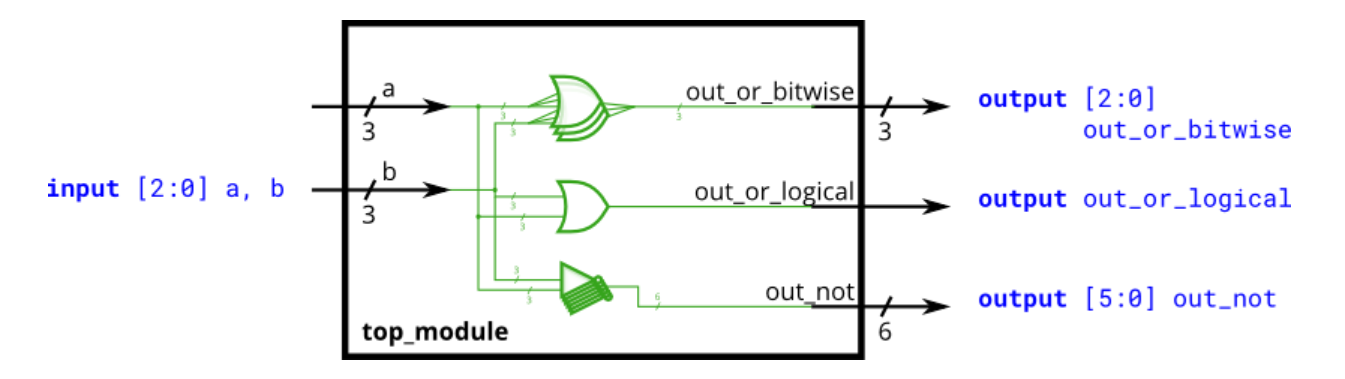 a
3
b
3
input [2:0] a, b
3
3
3
3
3
3
3
6
out_or_bitwise
3
out_or_logical
out_not
6
top_module
output [2:0]
out_or_bitwise
output out_or_logical
output [5:0] out_not